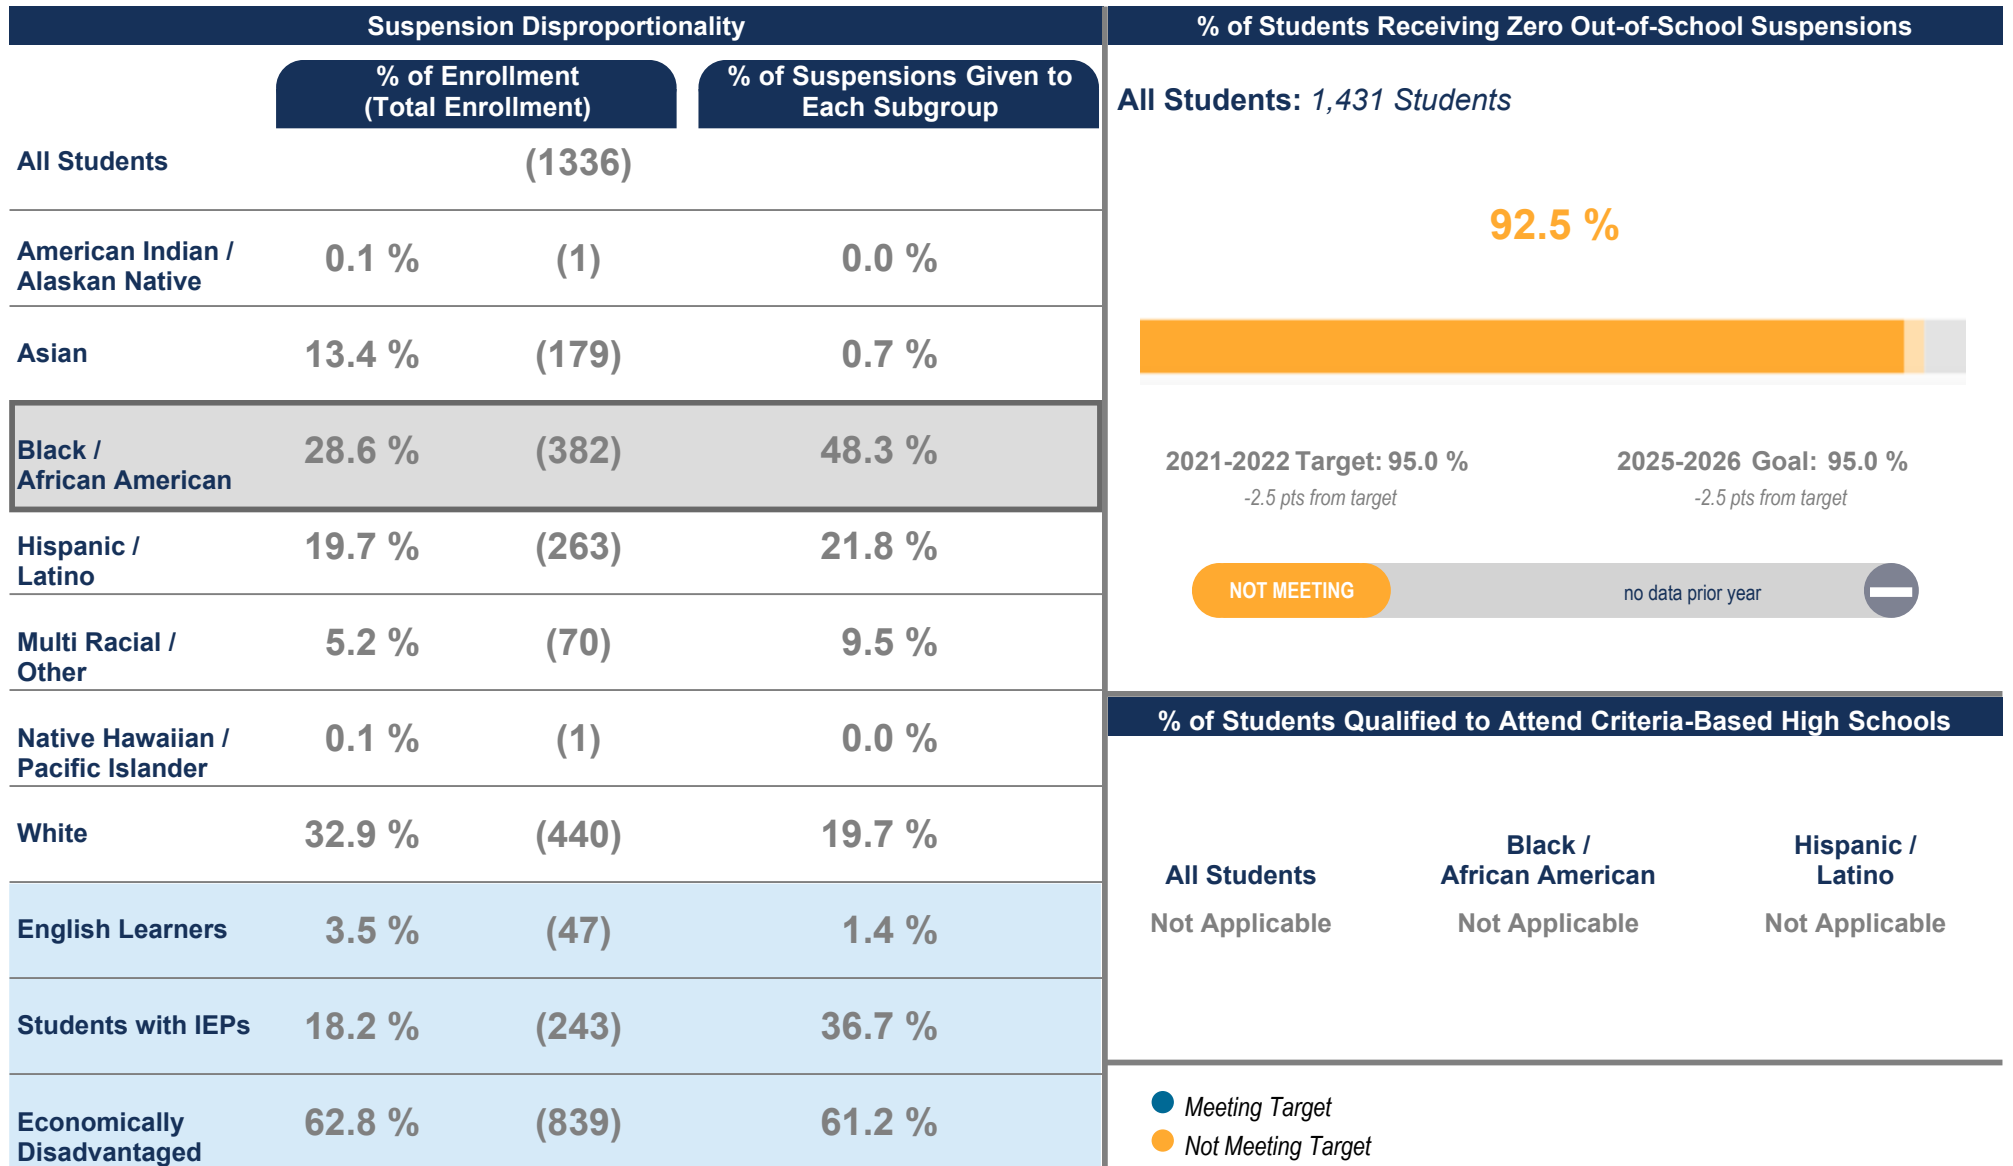 Suspension Disproportionality
% of Enrollment
(Total Enrollment)
% of Suspensions Given to
Each Subgroup
All Students (1336)
American Indian /
Alaskan Native
0.1 % (1) 0.0 %
Asian 13.4 % (179) 0.7 %
Black /
African American
28.6 % (382) 48.3 %
Hispanic /
Latino
19.7 % (263) 21.8 %
Multi Racial /
Other
5.2 % (70) 9.5 %
Native Hawaiian /
Pacific Islander
0.1 % (1) 0.0 %
White 32.9 % (440) 19.7 %
English Learners 3.5 % (47) 1.4 %
Students with IEPs 18.2 % (243) 36.7 %
Economically
Disadvantaged
62.8 % (839) 61.2 %
% of Students Receiving Zero Out-of-School Suspensions
All Students: 1,431 Students
92.5 %
2021-2022 Target: 95.0 %
-2.5 pts from target
2025-2026 Goal: 95.0 %
-2.5 pts from target
NOT MEETING
no data prior year
% of Students Qualified to Attend Criteria-Based High Schools
All Students
Not Applicable
Black /
African American
Not Applicable
Hispanic /
Latino
Not Applicable
Meeting Target
Not Meeting Target